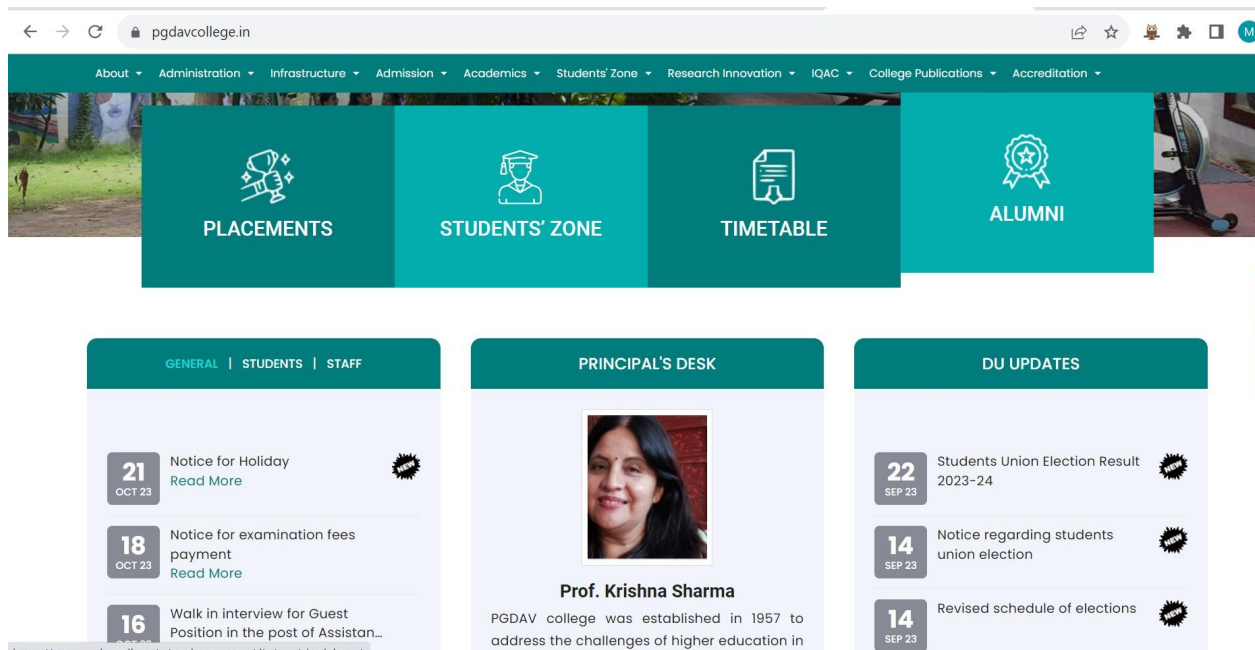 pgdavcollege.in
M
About Administration Infrastructure Admission Academics Students' Zone Research Innovation IQAC College Publications Accreditation
PLACEMENTS
STUDENTS' ZONE
TIMETABLE
ALUMNI
GENERAL | STUDENTS | STAFF
21
OCT 23
Notice for Holiday
Read More
NEW
18
OCT 23
Notice for examination fees
payment
Read More
16
Walk in interview for Guest
Position in the post of Assistan...
PRINCIPAL'S DESK
Prof. Krishna Sharma
PGDAV college was established in 1957 to
address the challenges of higher education in
DU UPDATES
22
SEP 23
Students Union Election Result
2023-24
NEW
14
SEP 23
Notice regarding students
union election
NEW
14
SEP 23
Revised schedule of elections
NEW